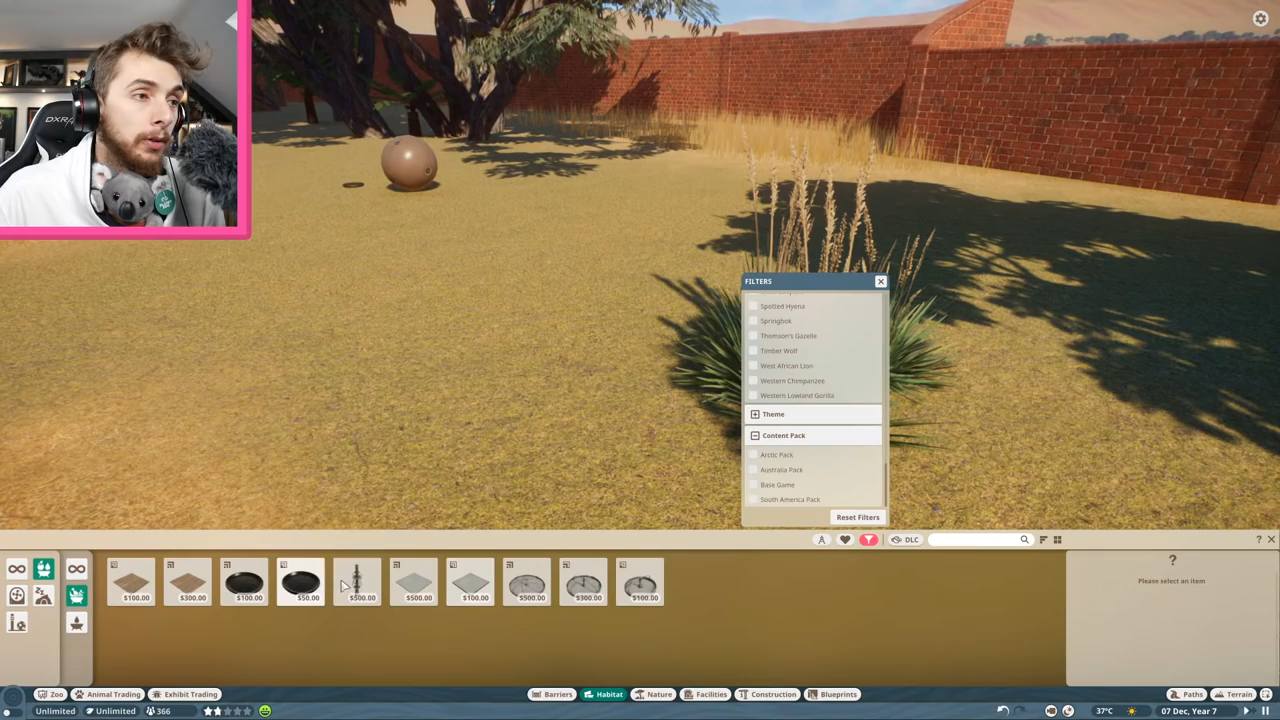 DXR
FILTERS
Spotted Hyena
Springbok
Thomson's Gazelle
Timber Wolf
West African Lion
Western Chimpanzee
Western Lowland Gorilla
Theme
Content Pack
Arctic Pack
Australia Pack
Base Game
South America Pack
Reset Filters
DLC
?
$100.00 $300.00 $100.00 $50.00 $500.00 $500.00 $100.00 $500.00 $300.00 $100.00
?
Please select an item
Zoo Animal Trading Exhibit Trading Barriers Habitat Nature Facilities Construction Blueprints Paths Terrain
Unlimited Unlimited 366 37°C 07 Dec, Year 7